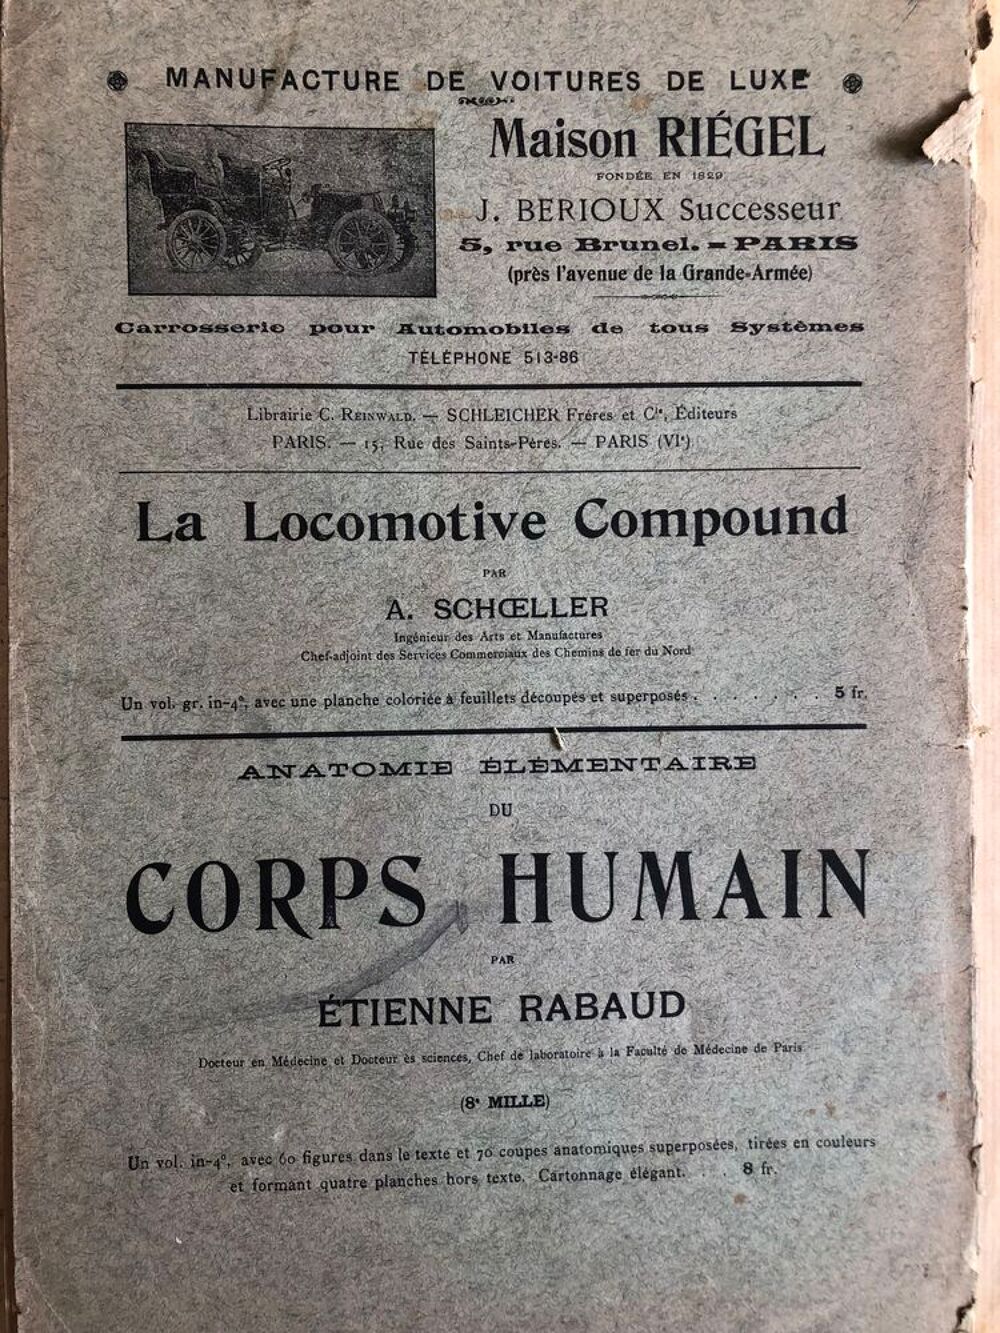 MANUFACTURE DE VOITURES DE LUXE
Maison RIÉGEL
FONDÉE EN 1829
J. BERIOUX Successeur
5, rue Brunel. - PARIS
(près l'avenue de la Grande-Armée)
Carrosserie pour Automobiles de tous Systèmes
TÉLÉPHONE 513-86
Librairie C. REINWALD. — SCHLEICHER Frères et Cie, Éditeurs
PARIS. — 15, Rue des Saints-Pères. — PARIS (VIe)
La Locomotive Compound
PAR
A. SCHŒLLER
Ingénieur des Arts et Manufactures
Chef-adjoint des Services Commerciaux des Chemins de fer du Nord
Un vol. gr. in-4°, avec une planche coloriée à feuillets découpés et superposés . . . . . . . 5 fr.
ANATOMIE ÉLÉMENTAIRE
DU
CORPS HUMAIN
PAR
ÉTIENNE RABAUD
Docteur en Médecine et Docteur ès sciences, Chef de laboratoire à la Faculté de Médecine de Paris
(8e MILLE)
Un vol. in-4°, avec 60 figures dans le texte et 70 coupes anatomiques superposées, tirées en couleurs
et formant quatre planches hors texte. Cartonnage élégant. . . . 8 fr.